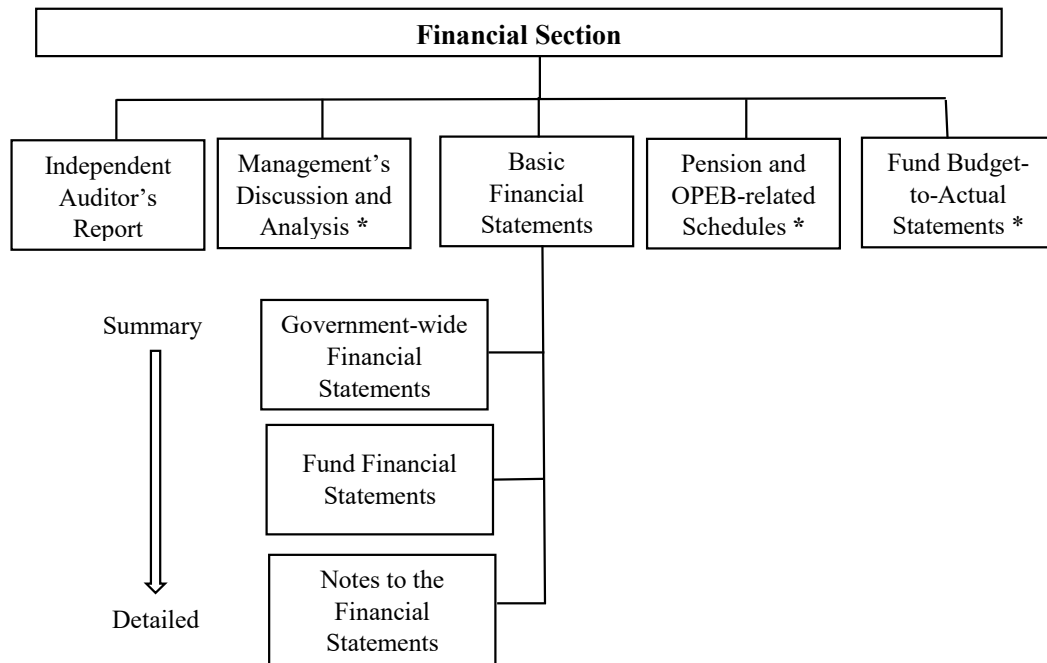 Financial Section
Independent
Auditor’s
Report
Management’s
Discussion and
Analysis *
Basic
Financial
Statements
Pension and
OPEB-related
Schedules *
Fund Budget-
to-Actual
Statements *
Summary
Detailed
Government-wide
Financial
Statements
Fund Financial
Statements
Notes to the
Financial
Statements